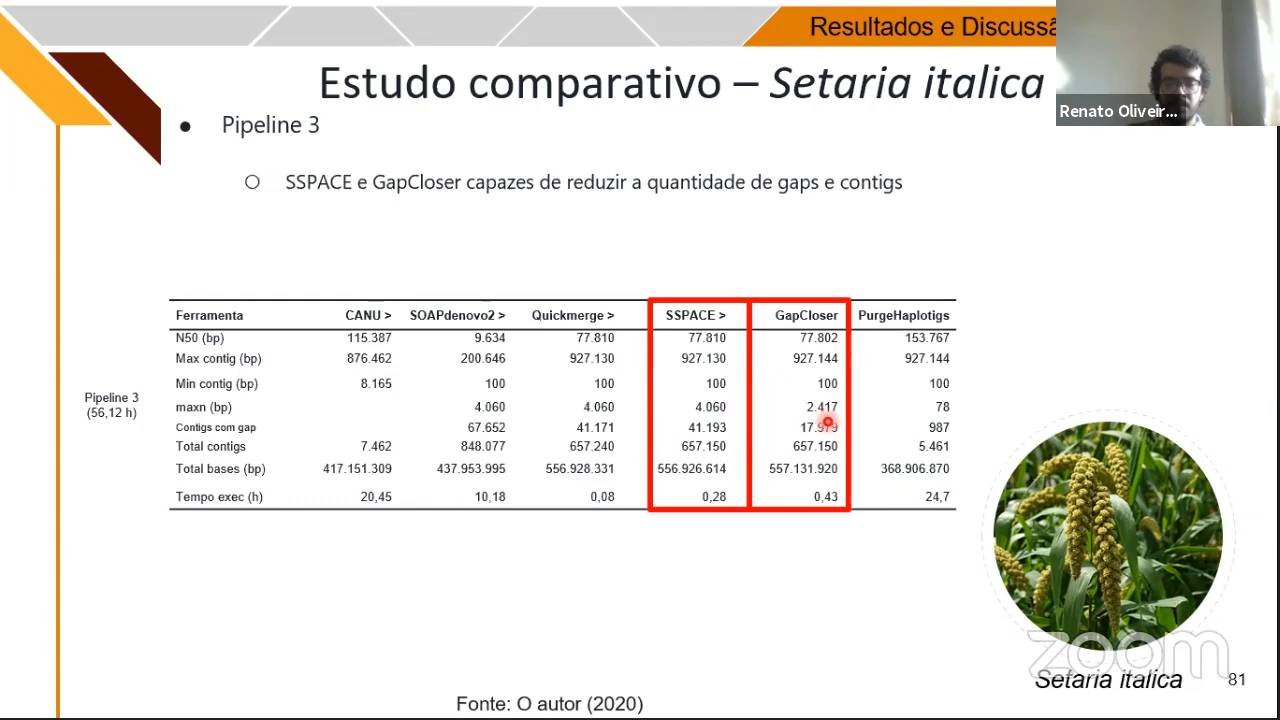 Resultados e Discussã
Estudo comparativo – Setaria italica
Renato Oliveir...
● Pipeline 3
○ SSPACE e GapCloser capazes de reduzir a quantidade de gaps e contigs
Ferramenta CANU > SOAPdenovo2 > Quickmerge > SSPACE > GapCloser PurgeHaplotigs
N50 (bp) 115.387 9.634 77.810 77.810 77.802 153.767
Max contig (bp) 876.462 200.646 927.130 927.130 927.144 927.144
Min contig (bp) 8.165 100 100 100 100 100
Pipeline 3
(56,12 h)
maxn (bp) 4.060 4.060 4.060 2.417 78
Contigs com gap 67.652 41.171 41.193 17.979 987
Total contigs 7.462 848.077 657.240 657.150 657.150 5.461
Total bases (bp) 417.151.309 437.953.995 556.928.331 556.926.614 557.131.920 368.906.870
Tempo exec (h) 20,45 10,18 0,08 0,28 0,43 24,7
zoom
Setaria italica
81
Fonte: O autor (2020)